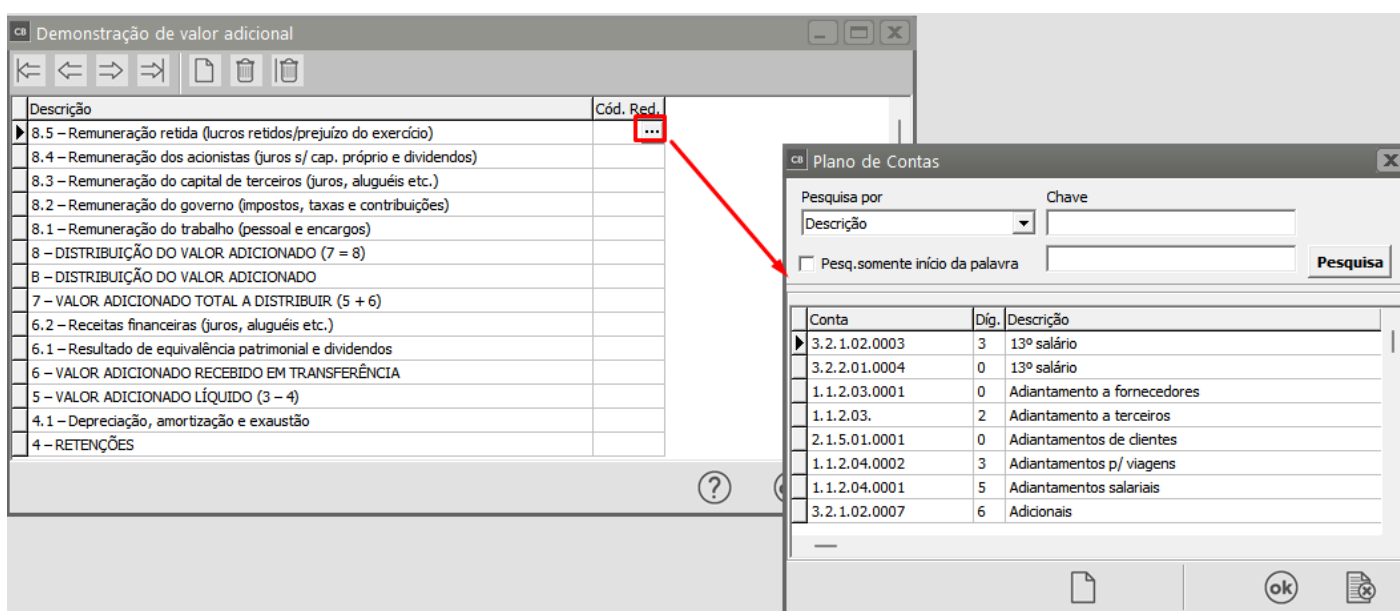 CB Demonstração de valor adicional
Descrição Cód. Red.
8.5 – Remuneração retida (lucros retidos/prejuízo do exercício) ...
8.4 – Remuneração dos acionistas (juros s/ cap. próprio e dividendos)
8.3 – Remuneração do capital de terceiros (juros, aluguéis etc.)
8.2 – Remuneração do governo (impostos, taxas e contribuições)
8.1 – Remuneração do trabalho (pessoal e encargos)
8 – DISTRIBUIÇÃO DO VALOR ADICIONADO (7 = 8)
B – DISTRIBUIÇÃO DO VALOR ADICIONADO
7 – VALOR ADICIONADO TOTAL A DISTRIBUIR (5 + 6)
6.2 – Receitas financeiras (juros, aluguéis etc.)
6.1 – Resultado de equivalência patrimonial e dividendos
6 – VALOR ADICIONADO RECEBIDO EM TRANSFERÊNCIA
5 – VALOR ADICIONADO LÍQUIDO (3 – 4)
4.1 – Depreciação, amortização e exaustão
4 – RETENÇÕES
?
CB Plano de Contas
Pesquisa por Chave
Descrição
Pesq.somente início da palavra Pesquisa
Conta Díg. Descrição
3.2.1.02.0003 3 13º salário
3.2.2.01.0004 0 13º salário
1.1.2.03.0001 0 Adiantamento a fornecedores
1.1.2.03. 2 Adiantamento a terceiros
2.1.5.01.0001 0 Adiantamentos de clientes
1.1.2.04.0002 3 Adiantamentos p/ viagens
1.1.2.04.0001 5 Adiantamentos salariais
3.2.1.02.0007 6 Adicionais
ok